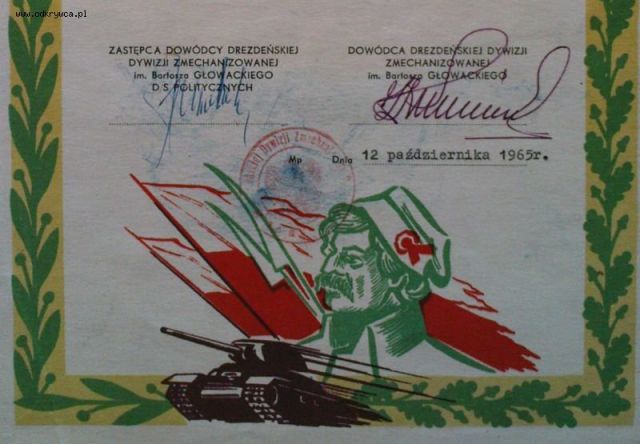 www.odkrywca.pl
ZASTĘPCA DOWÓDCY DREZDEŃSKIEJ
DYWIZJI ZMECHANIZOWANEJ
im. Bartosza GŁOWACKIEGO
D/S POLITYCZNYCH
DOWÓDCA DREZDEŃSKIEJ DYWIZJI
ZMECHANIZOWANEJ
im. Bartosza GŁOWACKIEGO
Mp Dnia 12 października 1965r.